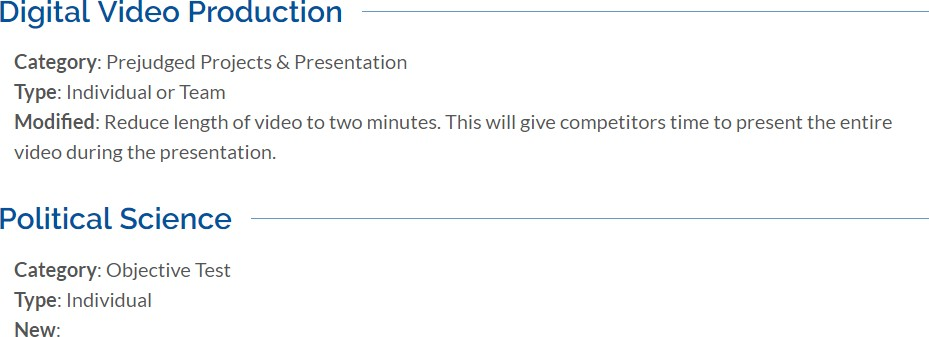 Digital Video Production
Category: Prejudged Projects & Presentation
Type: Individual or Team
Modified: Reduce length of video to two minutes. This will give competitors time to present the entire
video during the presentation.
Political Science
Category: Objective Test
Type: Individual
New: